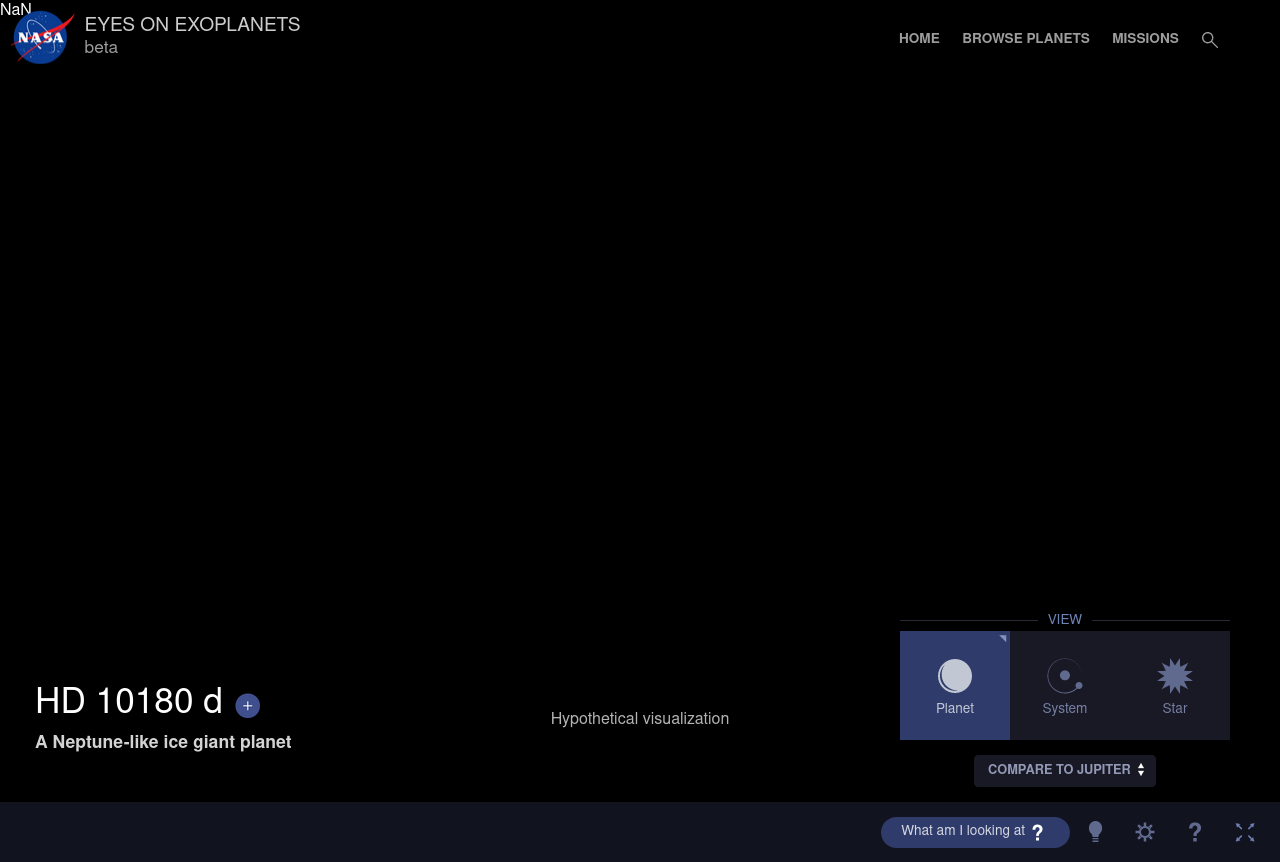 NaN
NASA
EYES ON EXOPLANETS
beta
HOME BROWSE PLANETS MISSIONS
VIEW
Planet System Star
HD 10180 d +
A Neptune-like ice giant planet
Hypothetical visualization
COMPARE TO JUPITER
What am I looking at ? ?